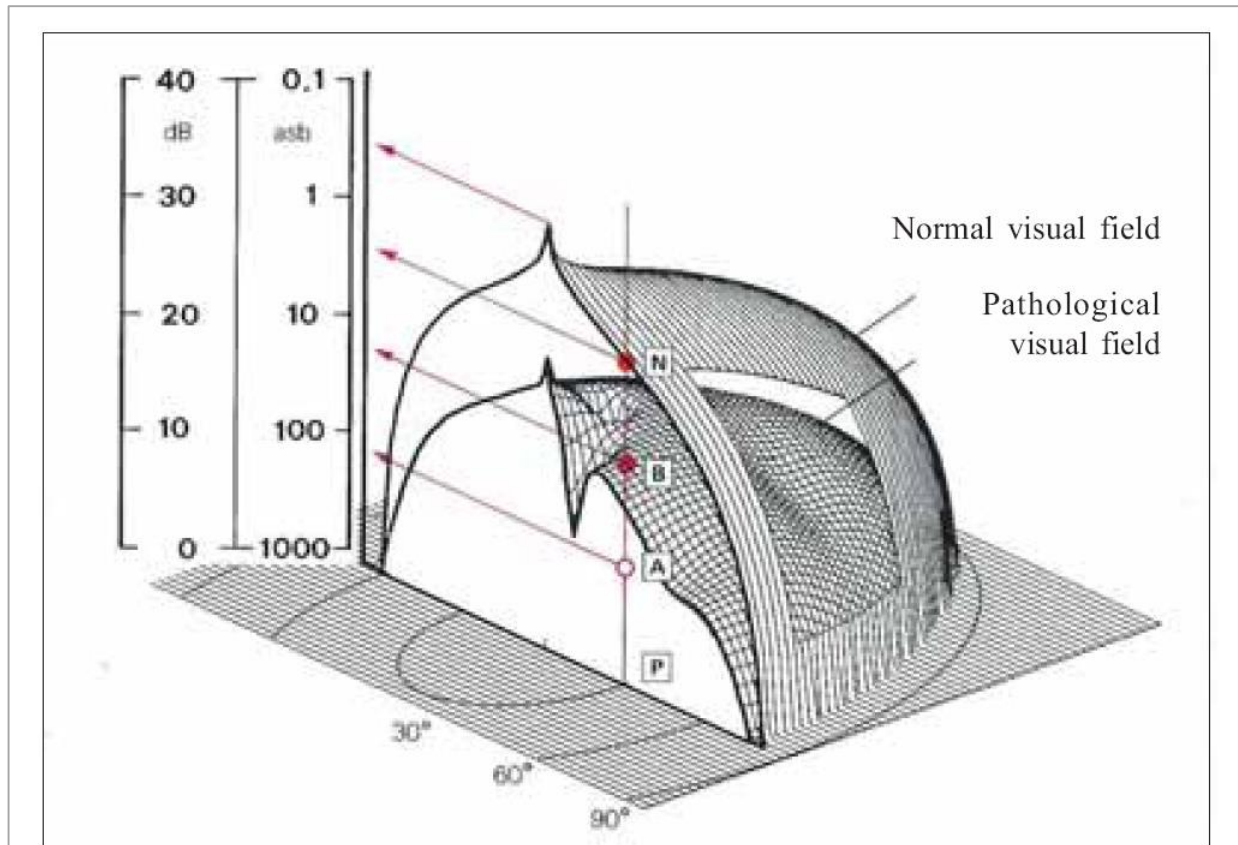 40 0.1
dB asb
30 1
20 10
10 100
0 1000
Normal visual field
Pathological
visual field
N
B
A
P
30°
60°
90°